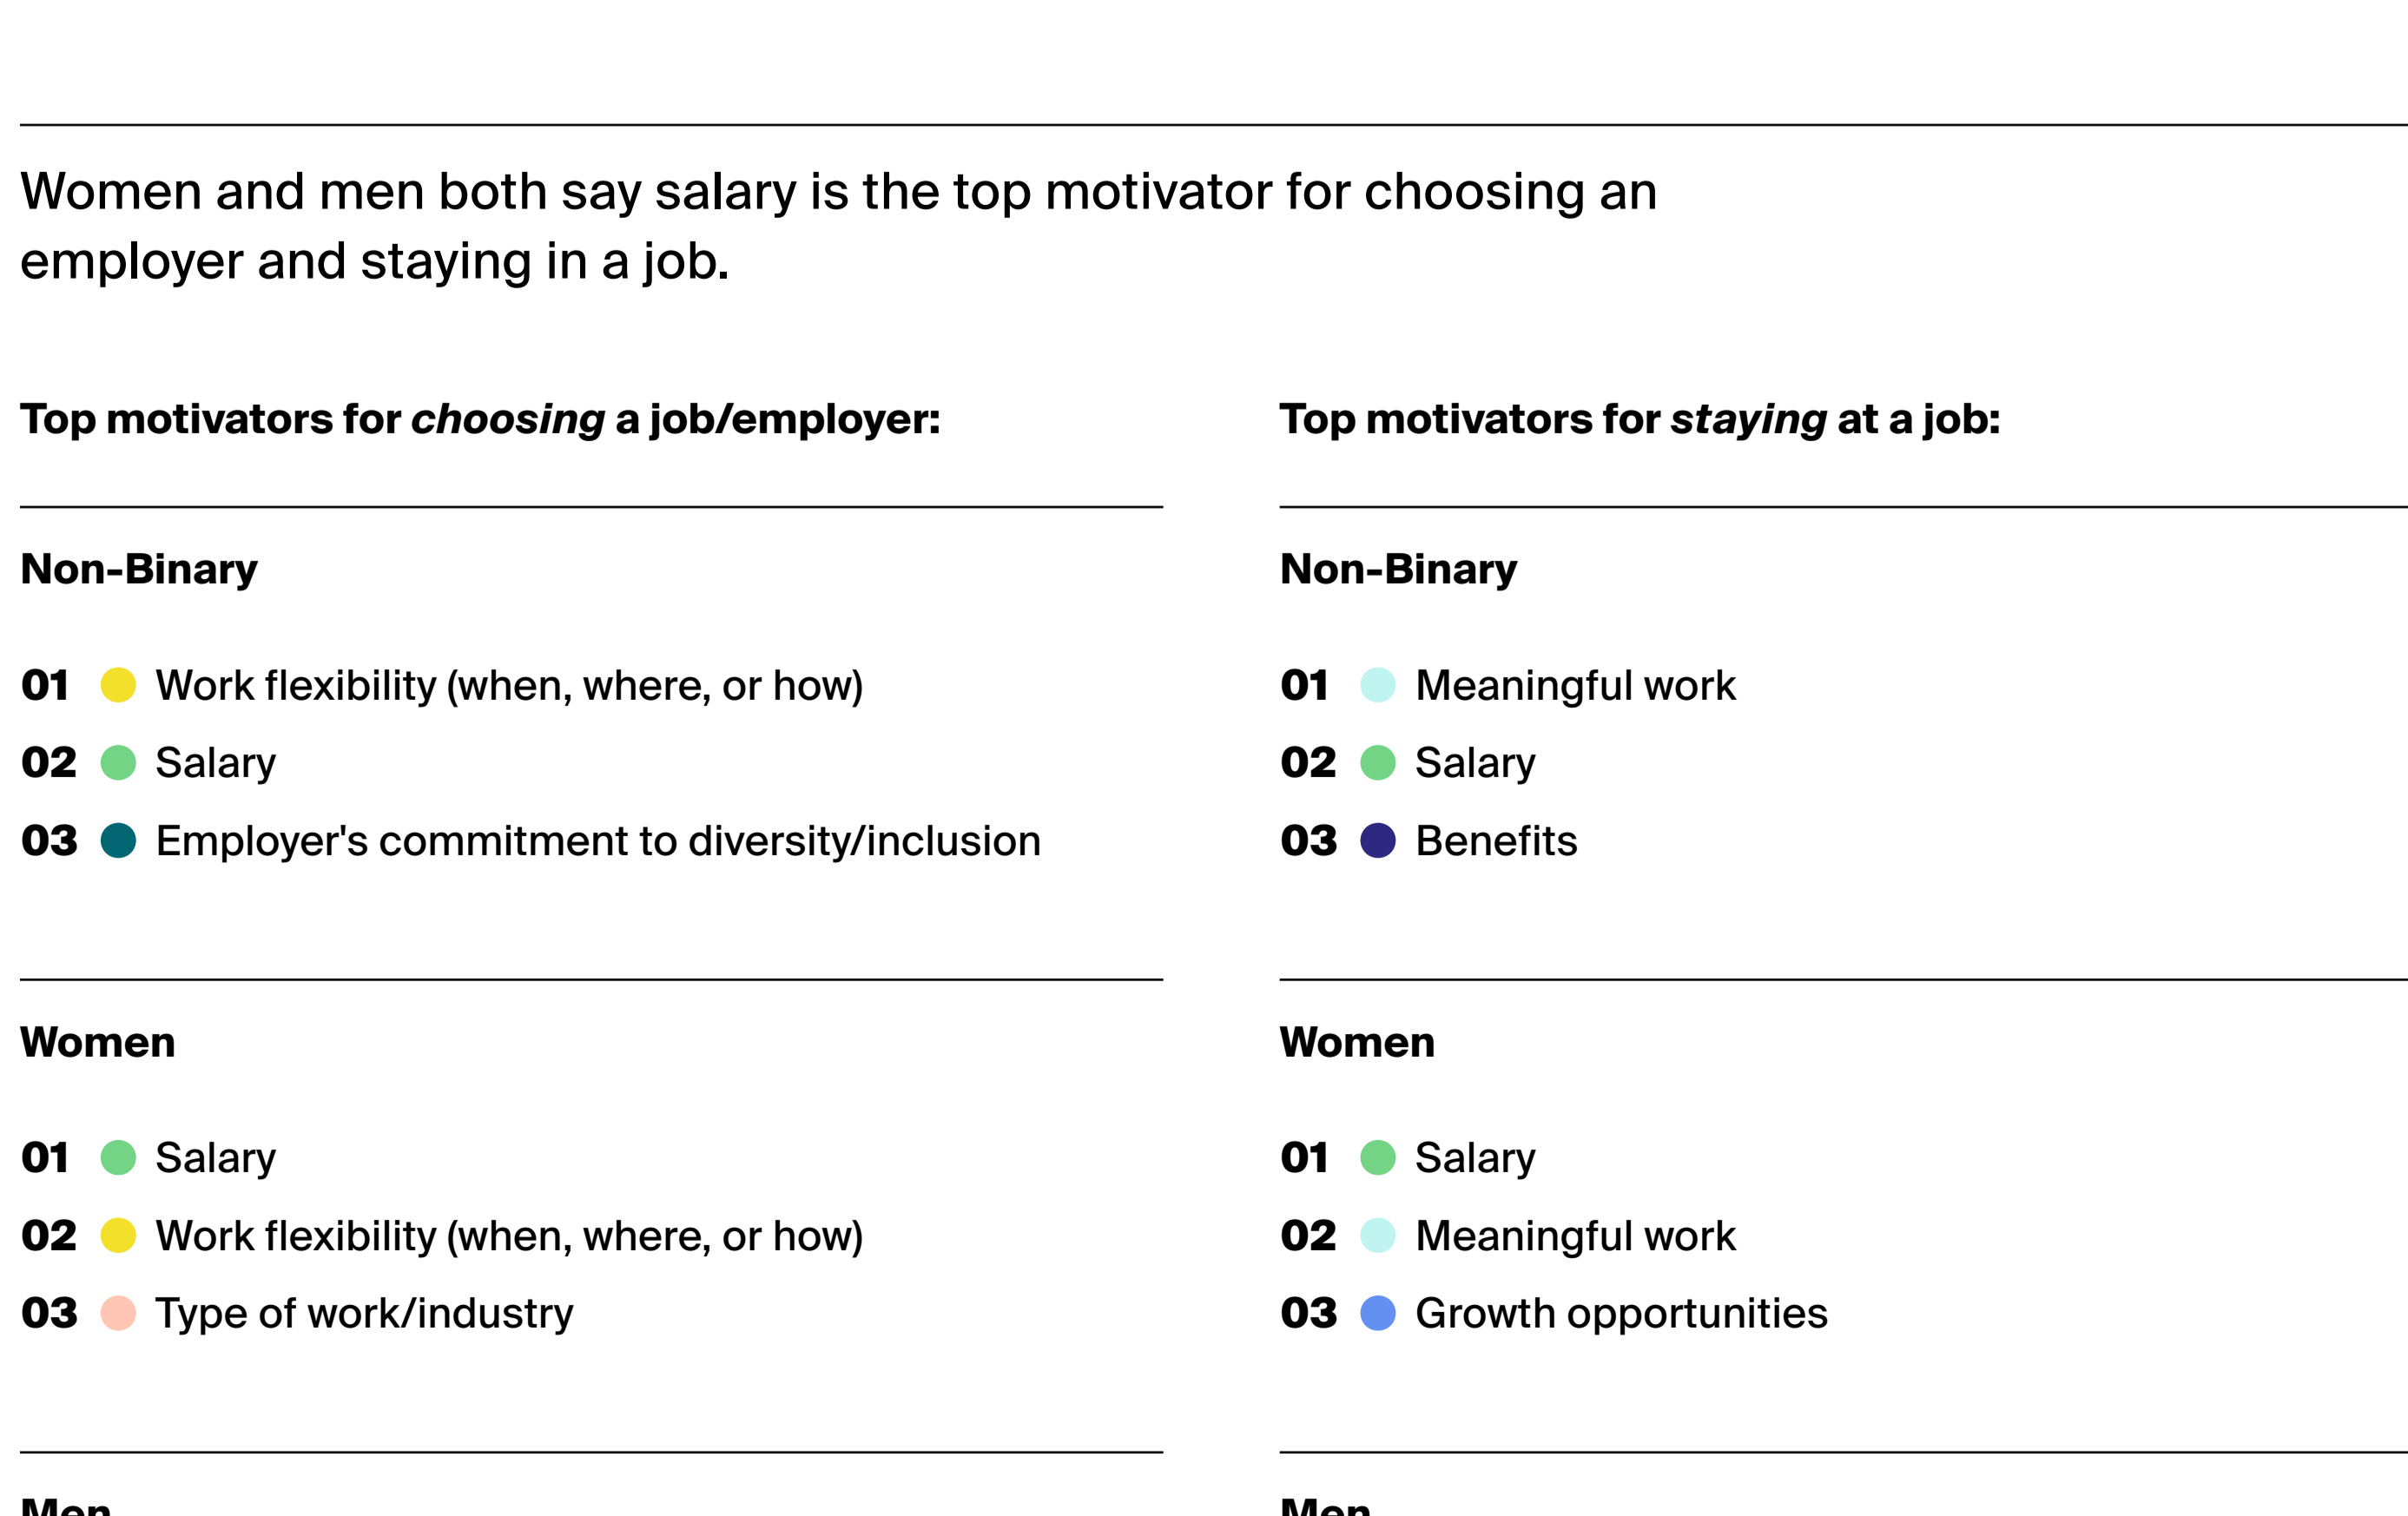 Women and men both say salary is the top motivator for choosing an
employer and staying in a job.
Top motivators for choosing a job/employer:
Non-Binary
01 Work flexibility (when, where, or how)
02 Salary
03 Employer's commitment to diversity/inclusion
Women
01 Salary
02 Work flexibility (when, where, or how)
03 Type of work/industry
Men
Top motivators for staying at a job:
Non-Binary
01 Meaningful work
02 Salary
03 Benefits
Women
01 Salary
02 Meaningful work
03 Growth opportunities
Men